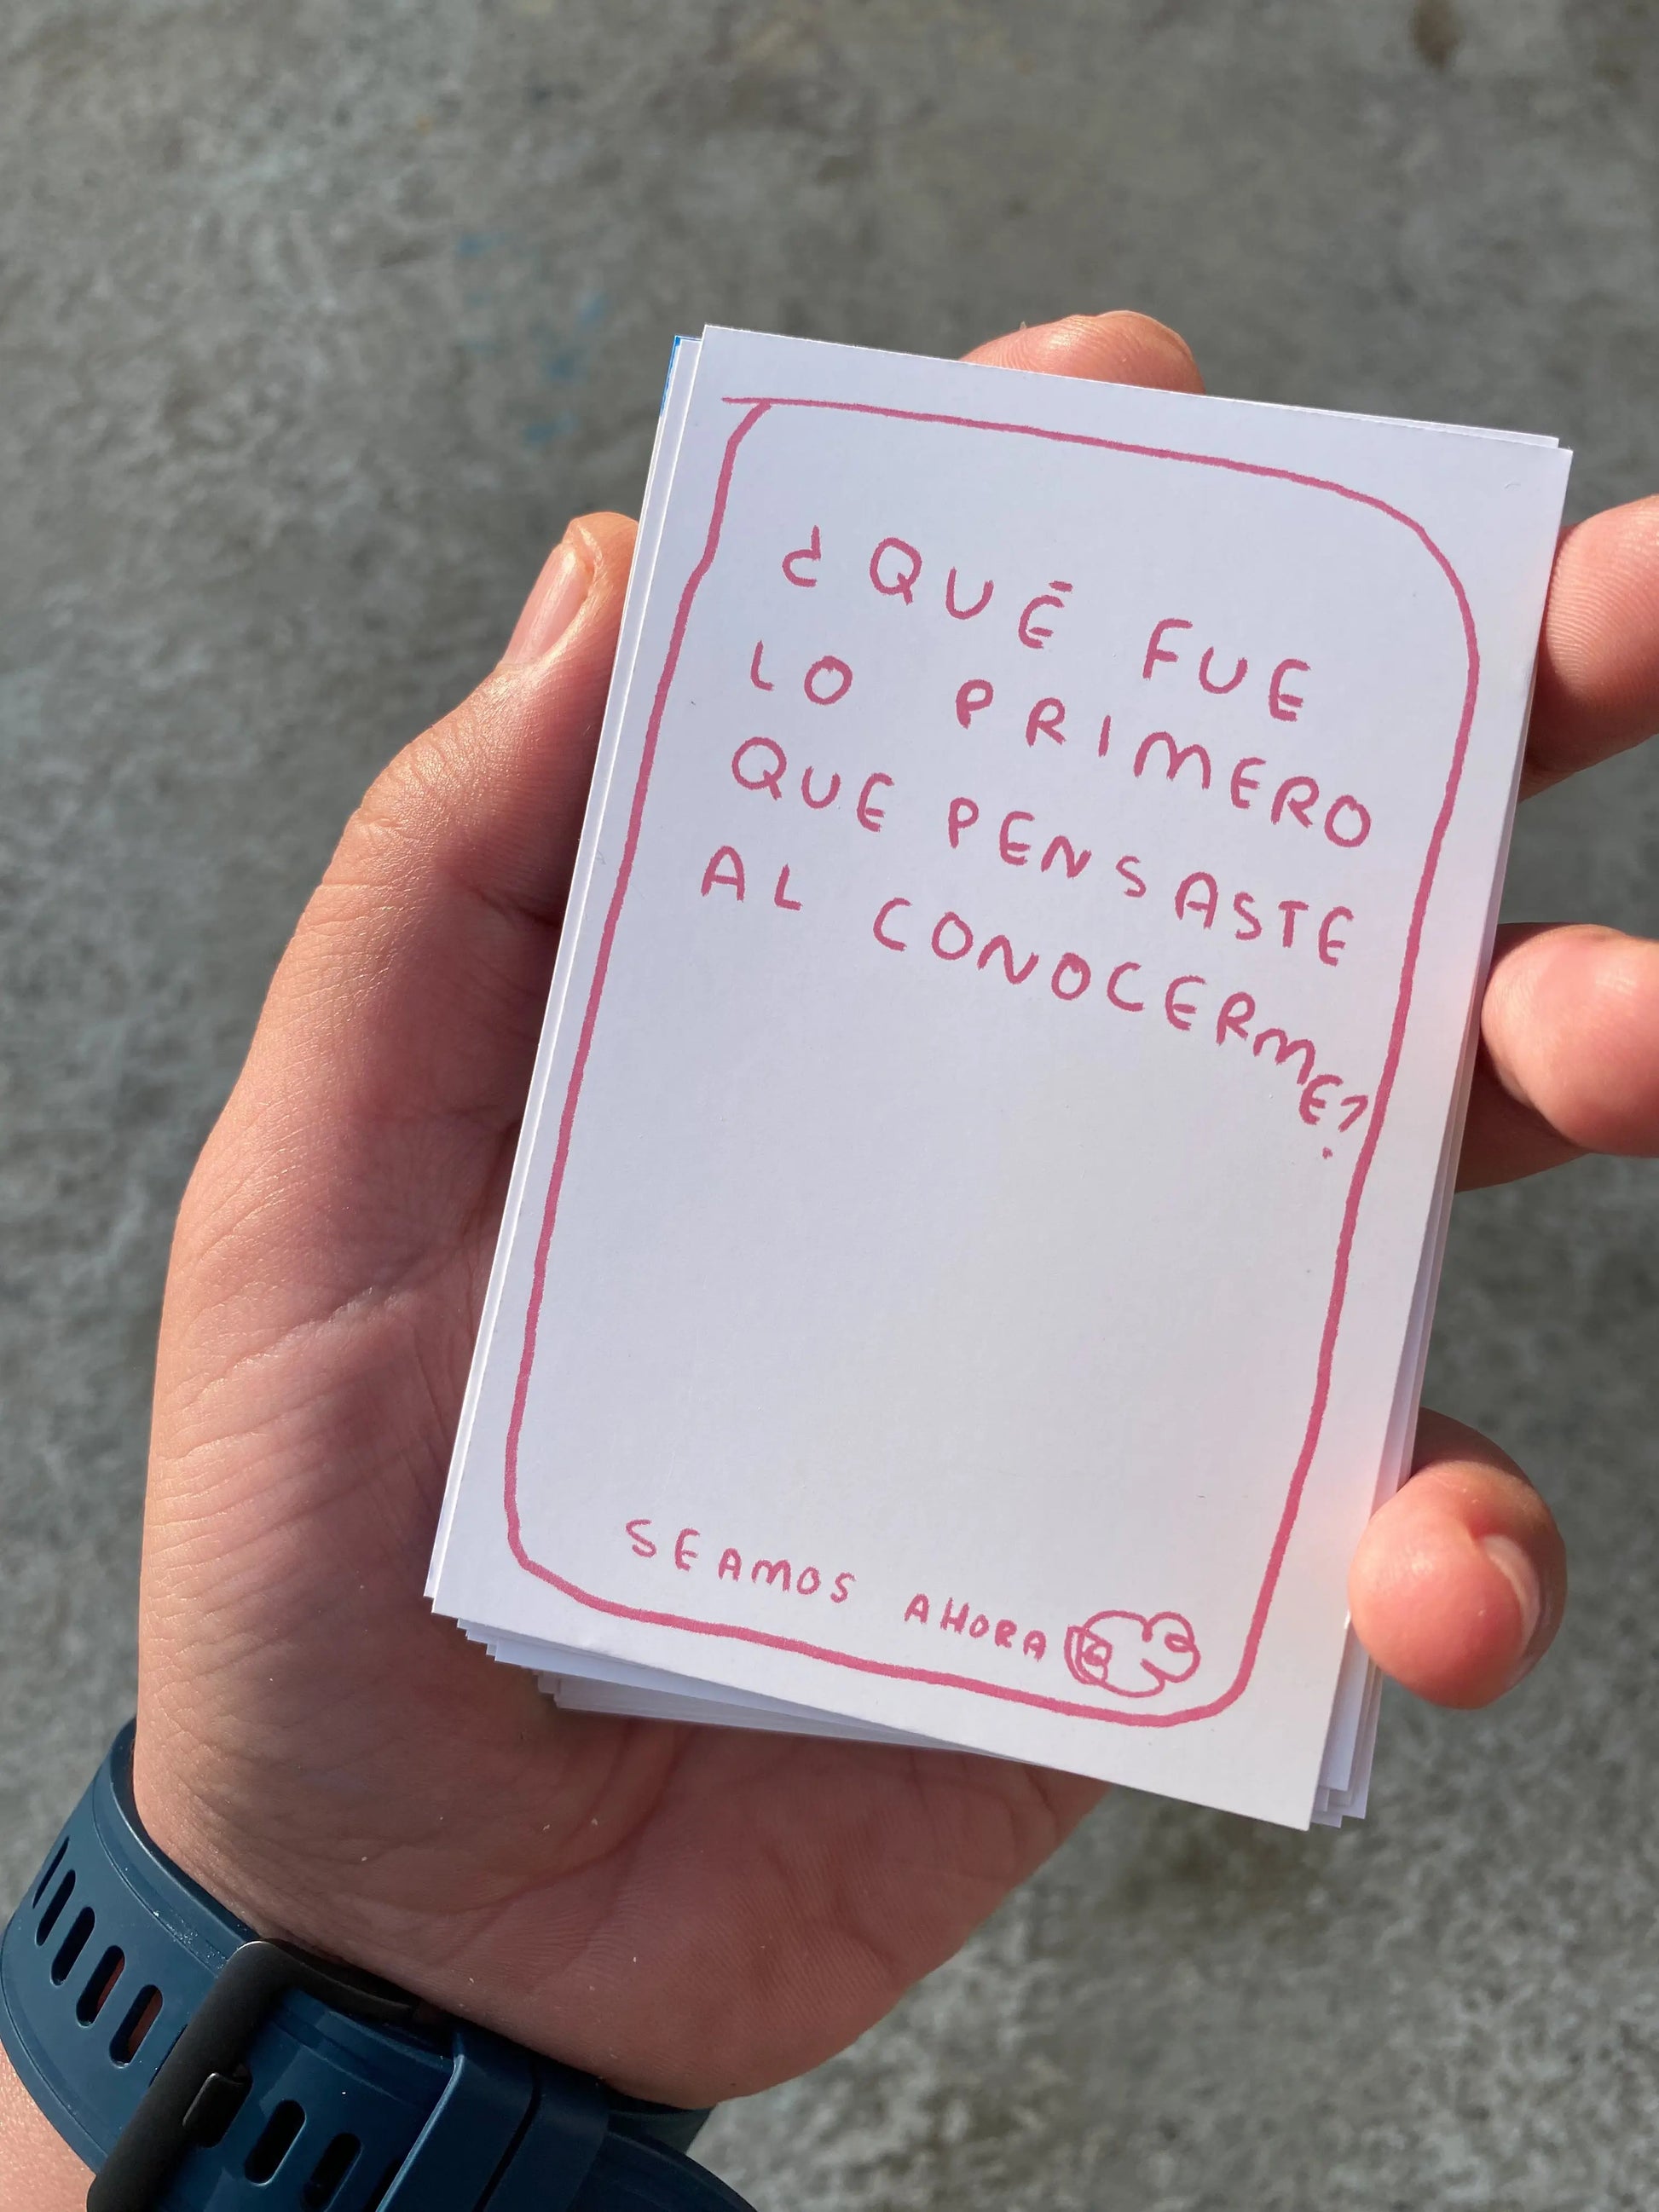 ¿QUÉ FUE
LO PRIMERO
QUE PENSASTE
AL CONOCERME?
SEAMOS AHORA